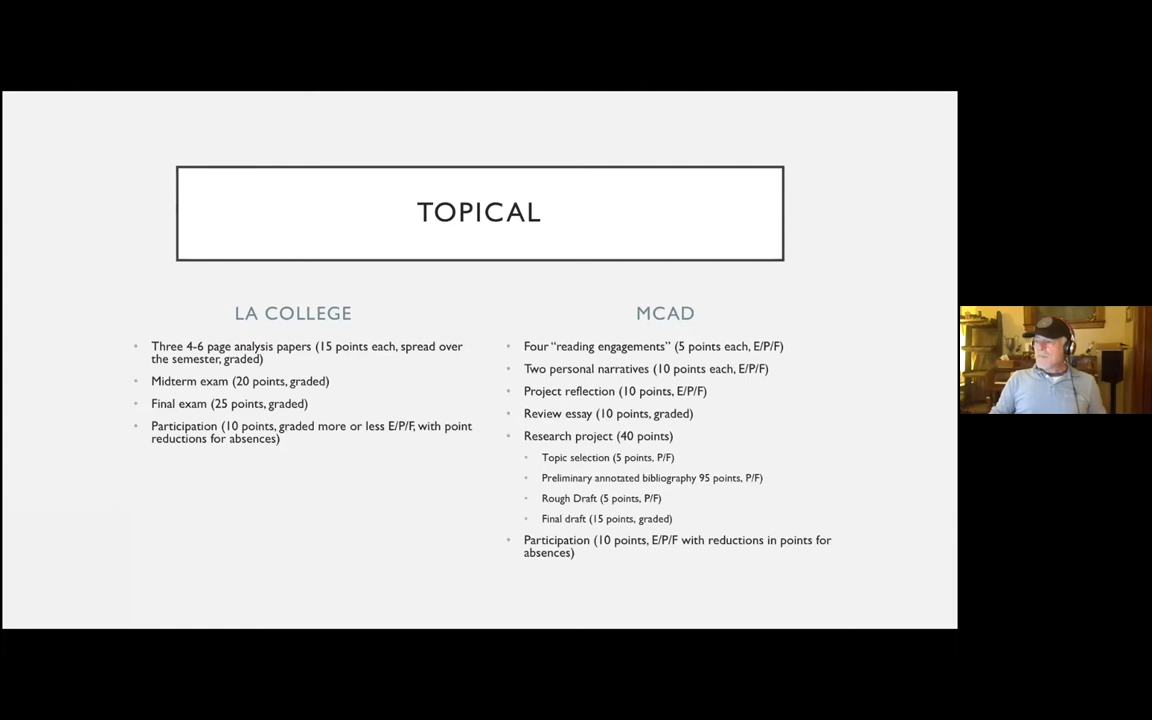 TOPICAL
LA COLLEGE
• Three 4-6 page analysis papers (15 points each, spread over
the semester, graded)
• Midterm exam (20 points, graded)
• Final exam (25 points, graded)
• Participation (10 points, graded more or less E/P/F, with point
reductions for absences)
MCAD
• Four “reading engagements” (5 points each, E/P/F)
• Two personal narratives (10 points each, E/P/F)
• Project reflection (10 points, E/P/F)
• Review essay (10 points, graded)
• Research project (40 points)
• Topic selection (5 points, P/F)
• Preliminary annotated bibliography 95 points, P/F)
• Rough Draft (5 points, P/F)
• Final draft (15 points, graded)
• Participation (10 points, E/P/F with reductions in points for
absences)